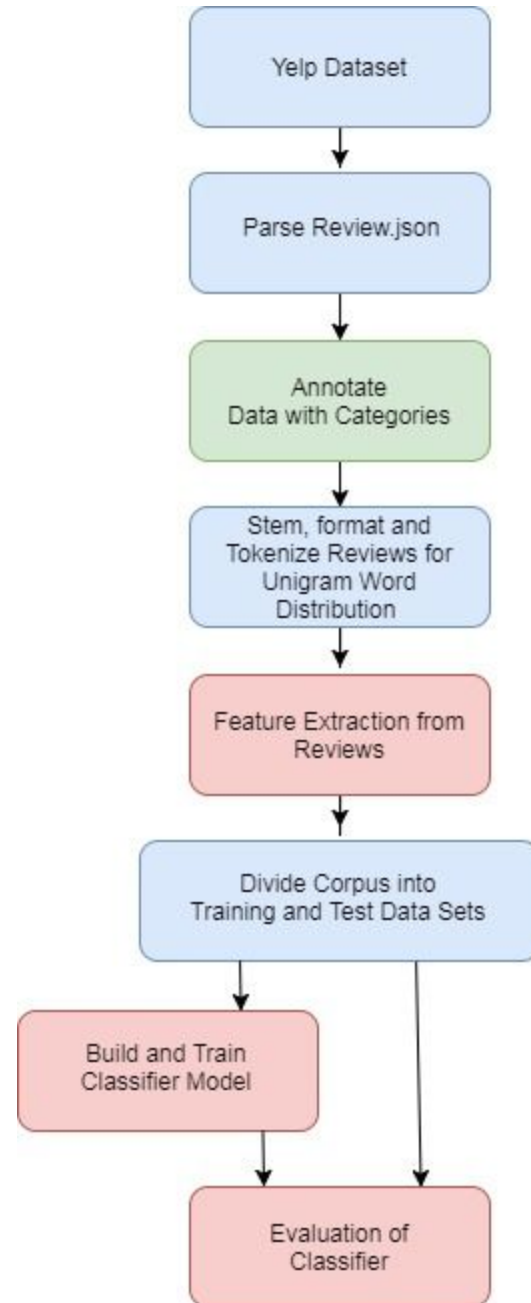 Yelp Dataset
Parse Review.json
Annotate
Data with Categories
Stem, format and
Tokenize Reviews for
Unigram Word
Distribution
Feature Extraction from
Reviews
Divide Corpus into
Training and Test Data Sets
Build and Train
Classifier Model
Evaluation of
Classifier